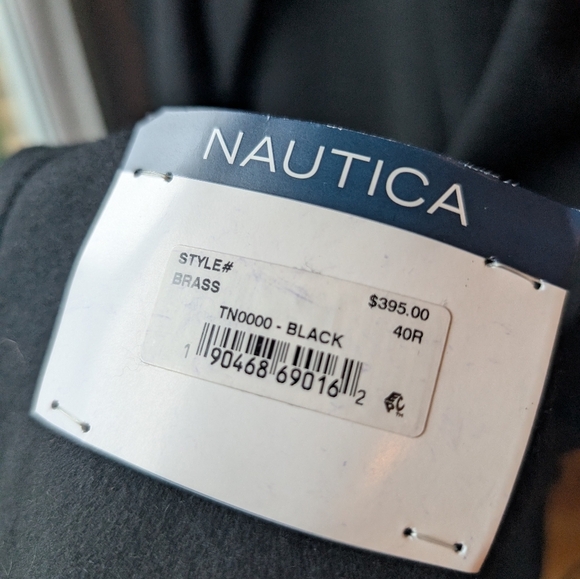 NAUTICA
STYLE#
BRASS
$395.00
TN0000 - BLACK
40R
1 90468 69016 2